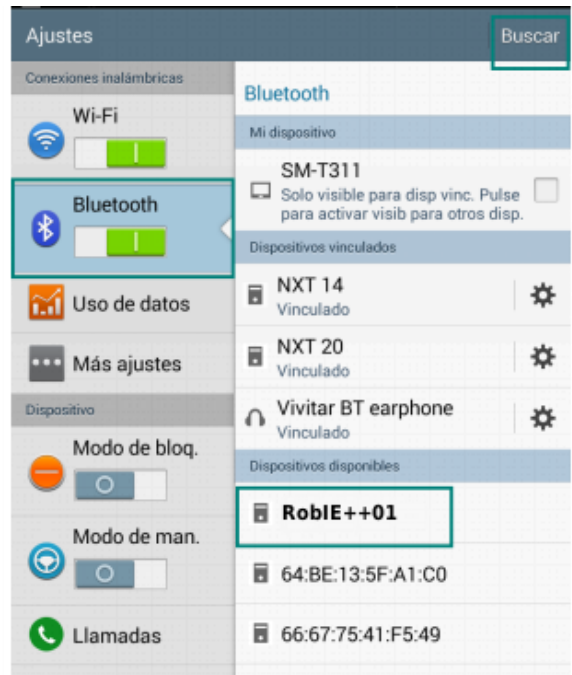 Ajustes
Buscar
Conexiones inalámbricas
Wi-Fi
Bluetooth
Uso de datos
Más ajustes
Dispositivo
Modo de bloq.
Modo de man.
Llamadas
Bluetooth
Mi dispositivo
SM-T311
Solo visible para disp vinc. Pulse
para activar visib para otros disp.
Dispositivos vinculados
NXT 14
Vinculado
NXT 20
Vinculado
Vivitar BT earphone
Vinculado
Dispositivos disponibles
RobIE++01
64:BE:13:5F:A1:C0
66:67:75:41:F5:49